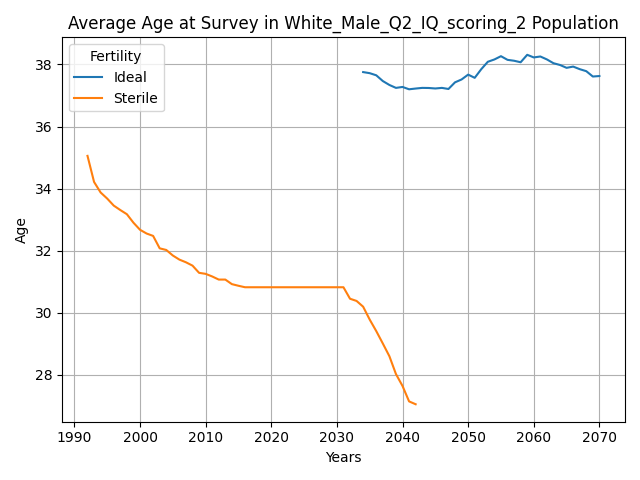 Average Age at Survey in White_Male_Q2_IQ_scoring_2 Population
Fertility
Ideal
Sterile
38
36
34
32
30
28
Age
1990 2000 2010 2020 2030 2040 2050 2060 2070
Years